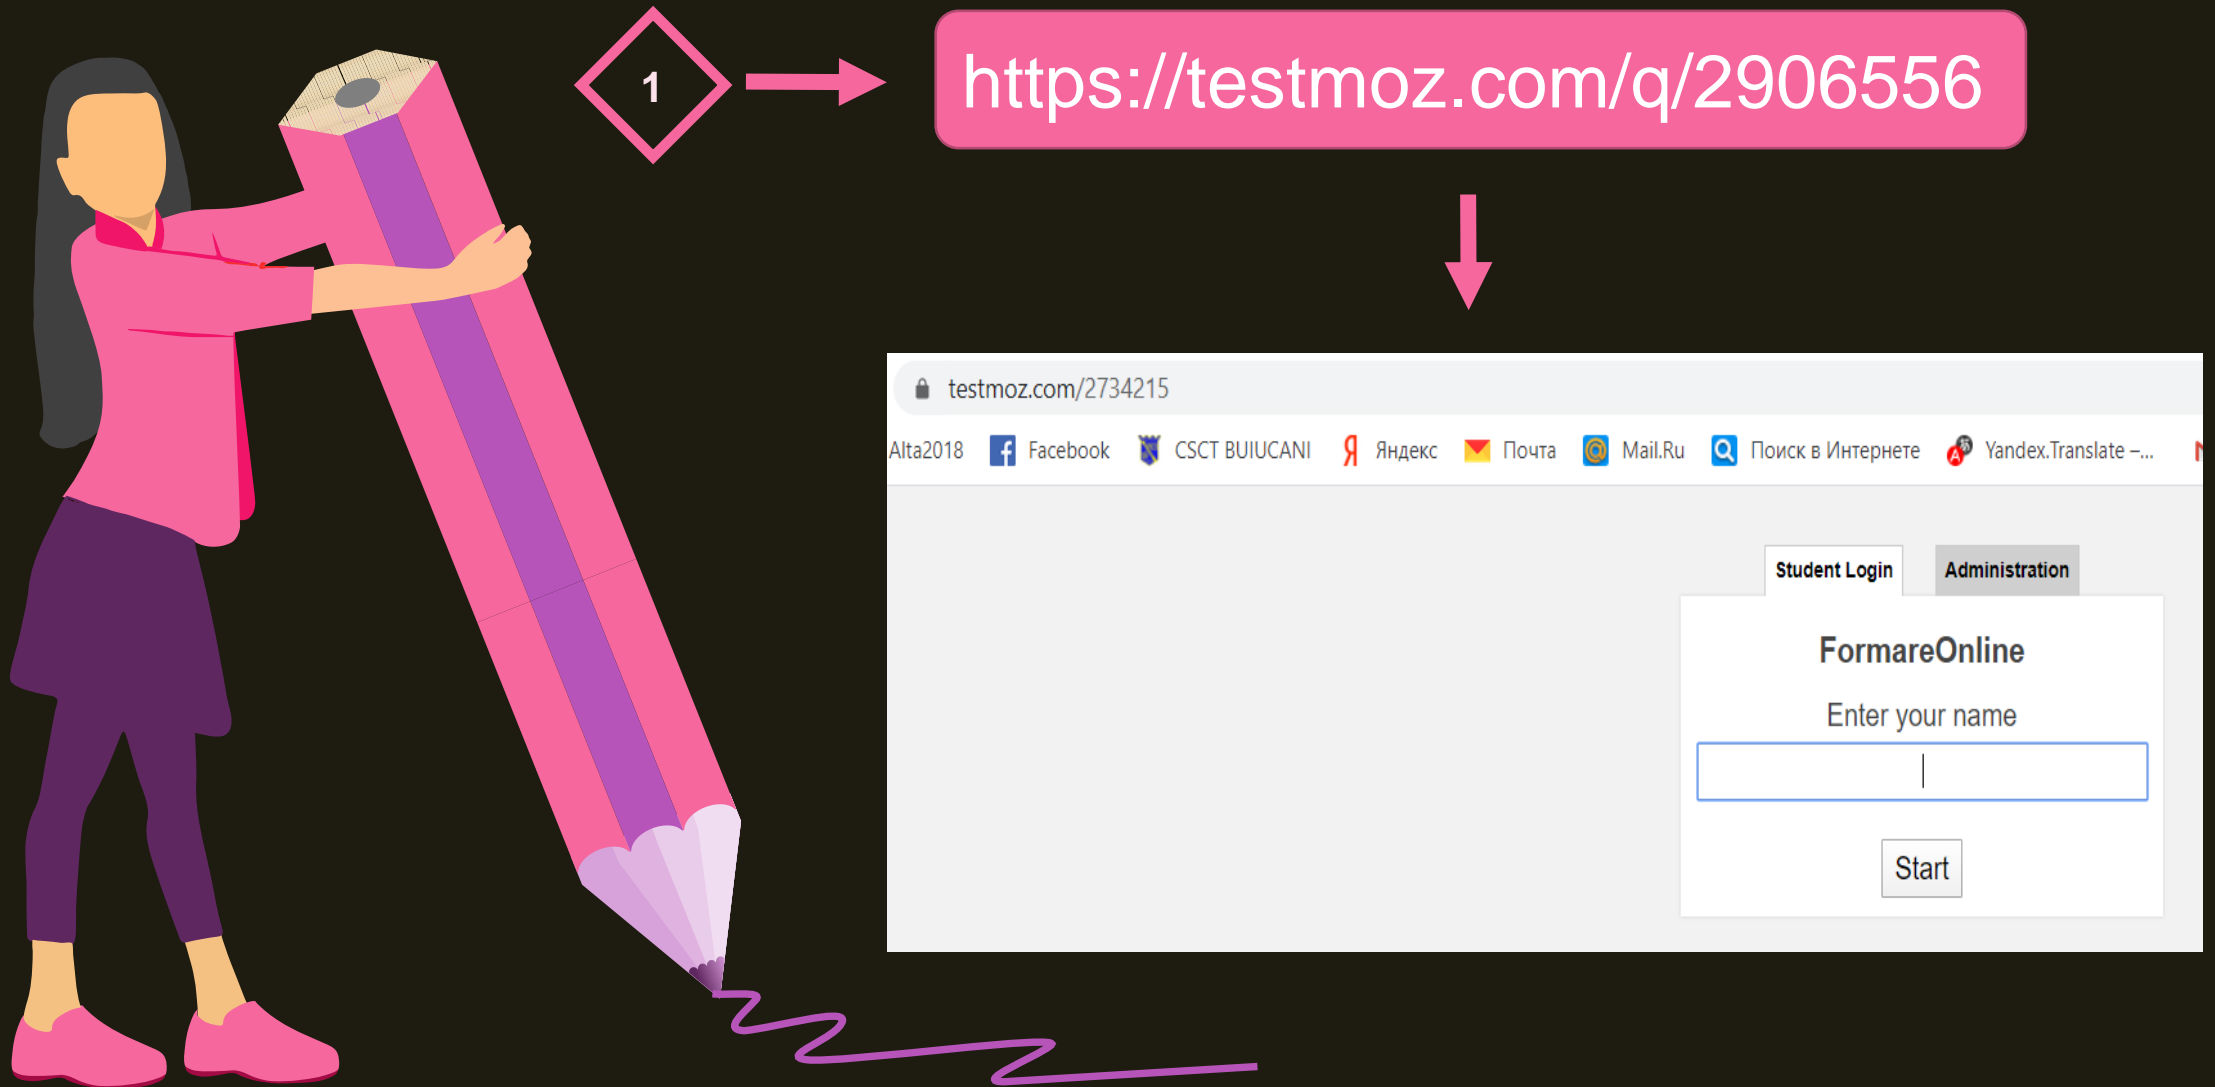 1
https://testmoz.com/q/2906556
testmoz.com/2734215
Alta2018 Facebook CSCT BUIUCANI Яндекс Почта Mail.Ru Поиск в Интернете Yandex.Translate –...
Student Login Administration
FormareOnline
Enter your name
Start